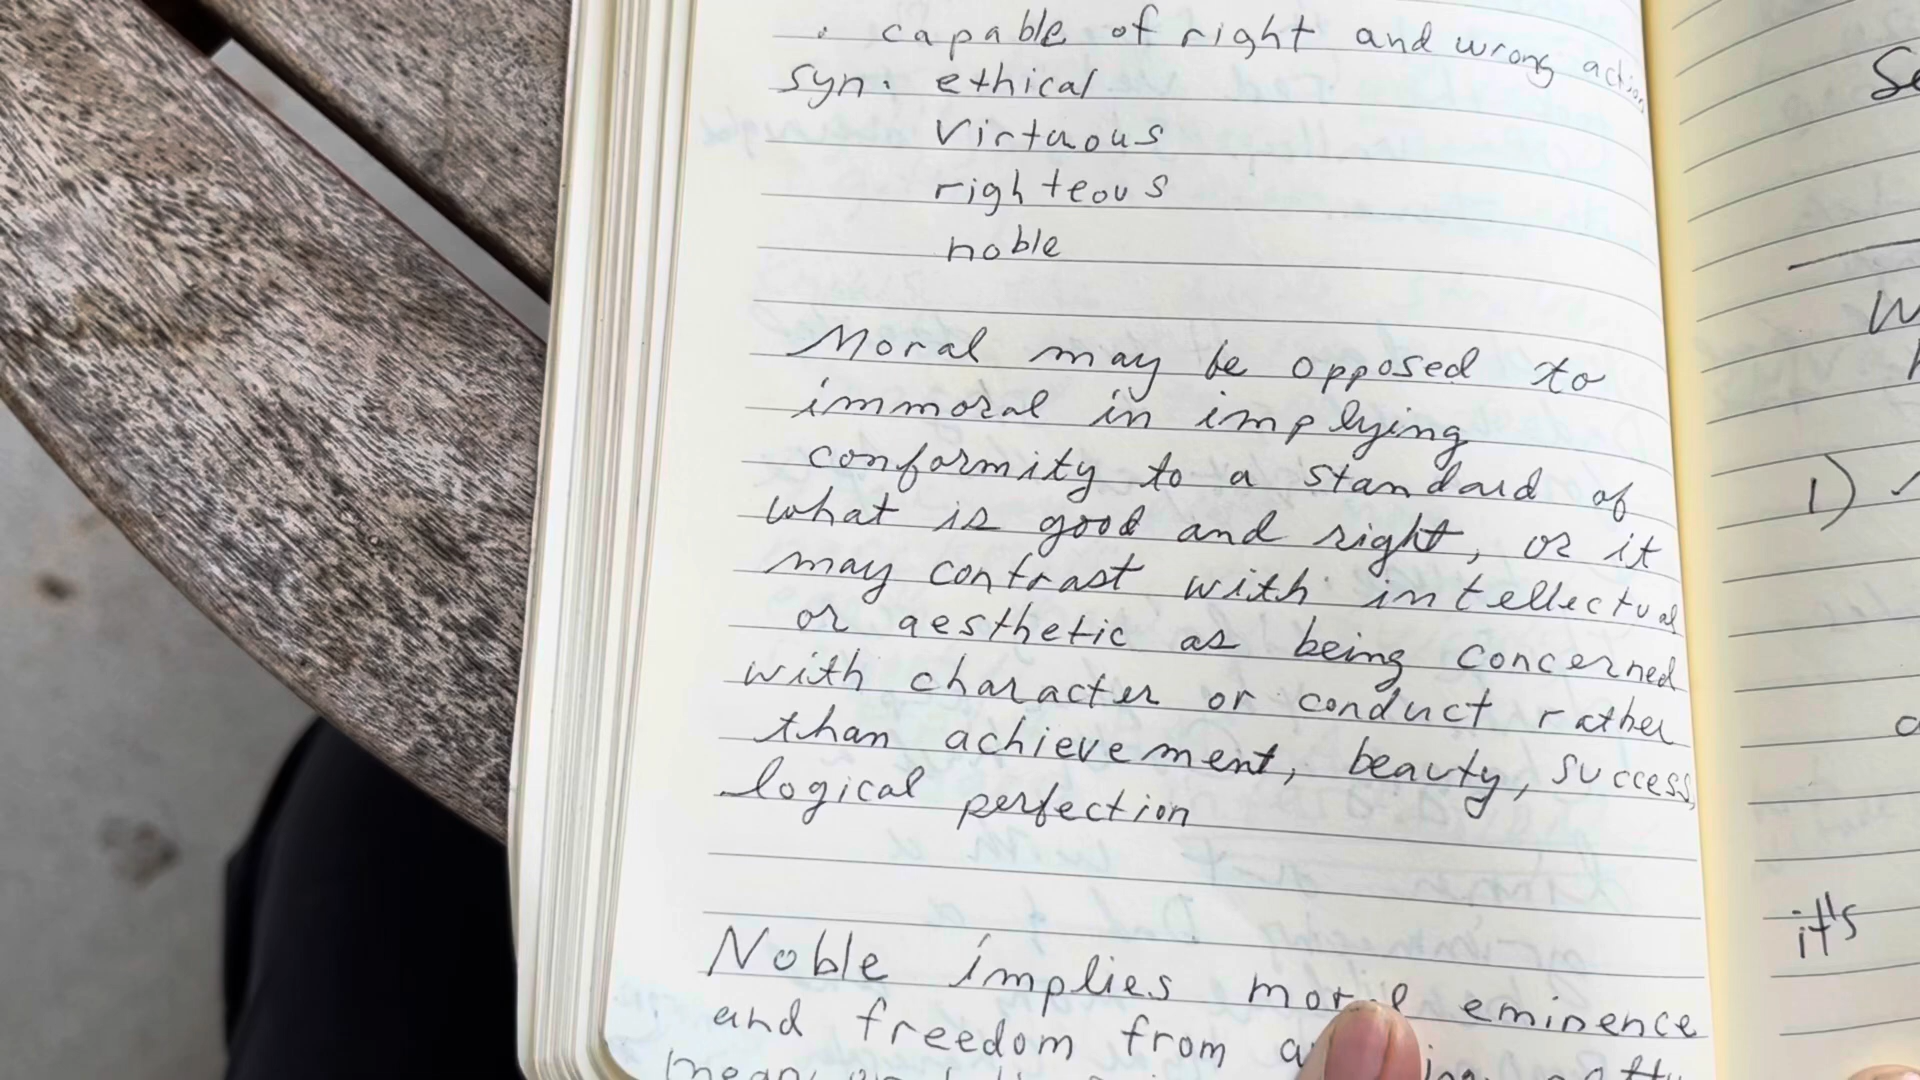 . capable of right and wrong action
syn. ethical
virtuous
righteous
noble
Moral may be opposed to
immoral in implying
conformity to a standard of
what is good and right, or it
may contrast with intellectual
or aesthetic as being concerned
with character or conduct rather
than achievement, beauty, success,
logical perfection
Noble implies moral eminence
and freedom from
1)
it's